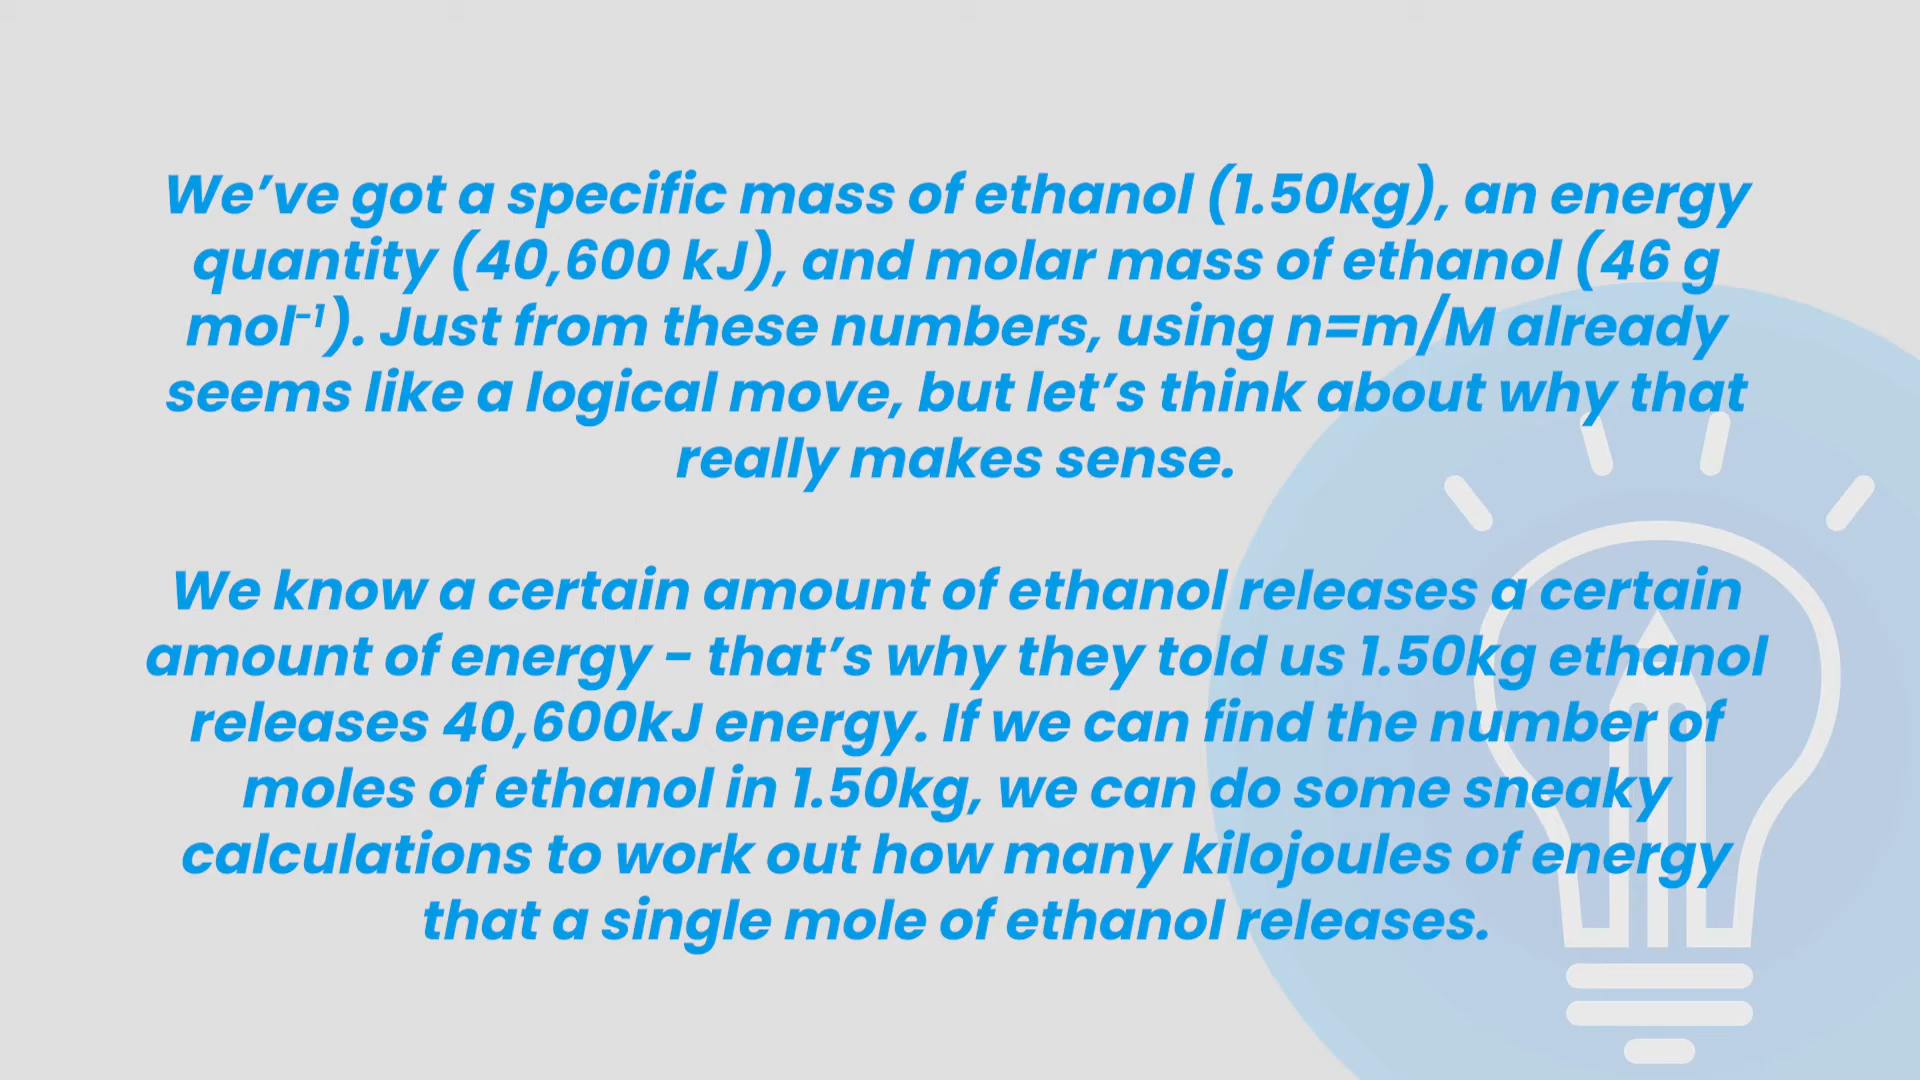 We’ve got a specific mass of ethanol (1.50kg), an energy
quantity (40,600 kJ), and molar mass of ethanol (46 g
mol⁻¹). Just from these numbers, using n=m/M already
seems like a logical move, but let’s think about why that
really makes sense.
We know a certain amount of ethanol releases a certain
amount of energy - that’s why they told us 1.50kg ethanol
releases 40,600kJ energy. If we can find the number of
moles of ethanol in 1.50kg, we can do some sneaky
calculations to work out how many kilojoules of energy
that a single mole of ethanol releases.